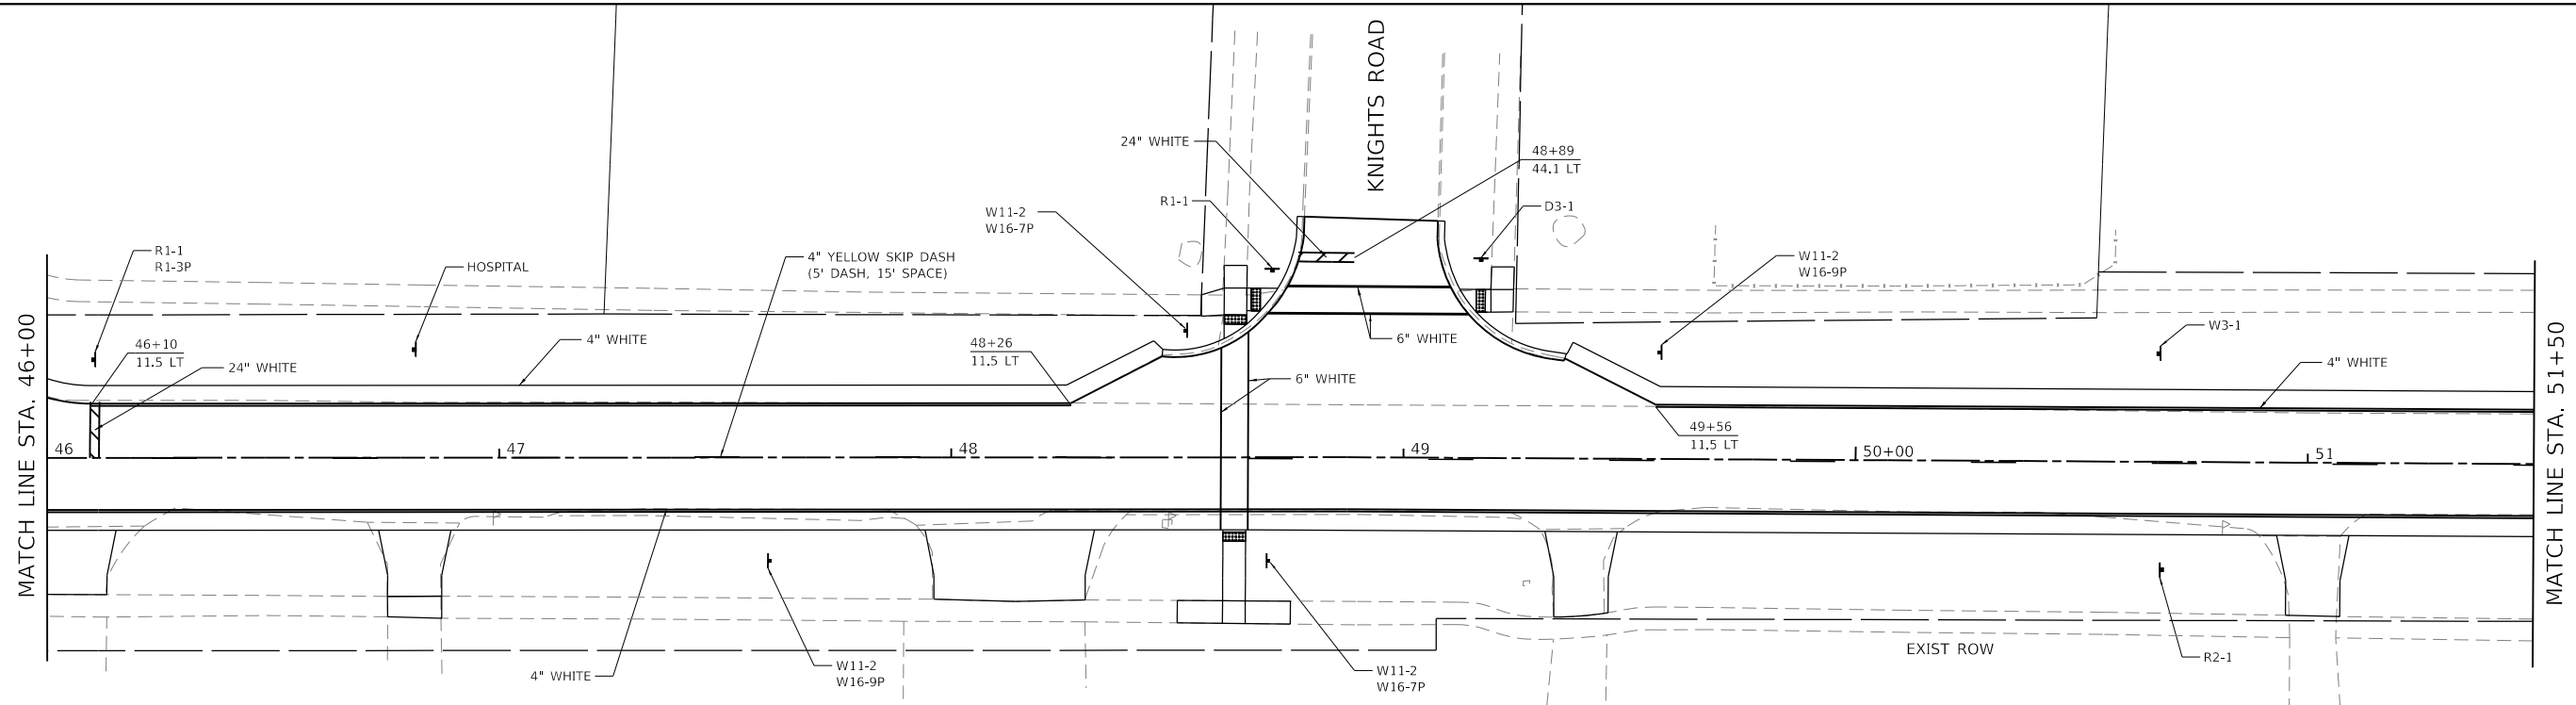 KNIGHTS ROAD
24" WHITE
48+89
44.1 LT
R1-1
D3-1
W11-2
W16-7P
R1-1
R1-3P
HOSPITAL
4" YELLOW SKIP DASH
(5' DASH, 15' SPACE)
W11-2
W16-9P
W3-1
46+10
11.5 LT
24" WHITE
4" WHITE
48+26
11.5 LT
6" WHITE
6" WHITE
4" WHITE
49+56
11.5 LT
MATCH LINE STA. 46+00
46
47
48
49
50+00
51
MATCH LINE STA. 51+50
4" WHITE
W11-2
W16-9P
W11-2
W16-7P
EXIST ROW
R2-1